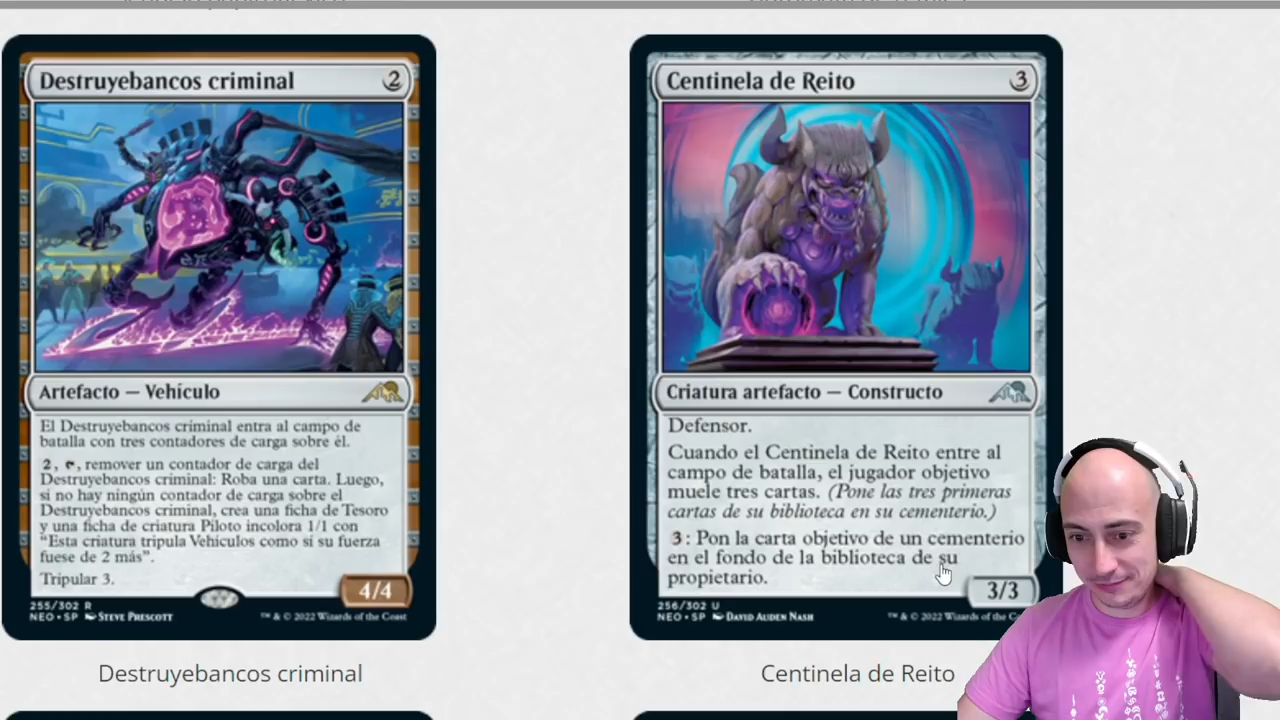 Destruyebancos criminal 2
Artefacto — Vehículo
El Destruyebancos criminal entra al campo de
batalla con tres contadores de carga sobre él.
2, , remover un contador de carga del
Destruyebancos criminal: Roba una carta. Luego,
si no hay ningún contador de carga sobre el
Destruyebancos criminal, crea una ficha de Tesoro
y una ficha de criatura Piloto incolora 1/1 con
“Esta criatura tripula Vehículos como si su fuerza
fuese de 2 más”.
Tripular 3.
4/4
255/302 R
NEO • SP STEVE PRESCOTT
™ & © 2022 Wizards of the Coast
Destruyebancos criminal
Centinela de Reito 3
Criatura artefacto — Constructo
Defensor.
Cuando el Centinela de Reito entre al
campo de batalla, el jugador objetivo
muele tres cartas. (Pone las tres primeras
cartas de su biblioteca en su cementerio.)
3: Pon la carta objetivo de un cementerio
en el fondo de la biblioteca de su
propietario.
3/3
256/302 U
NEO • SP DAVID AUDEN NASH
™ & © 2022 Wizards of the
Centinela de Reito